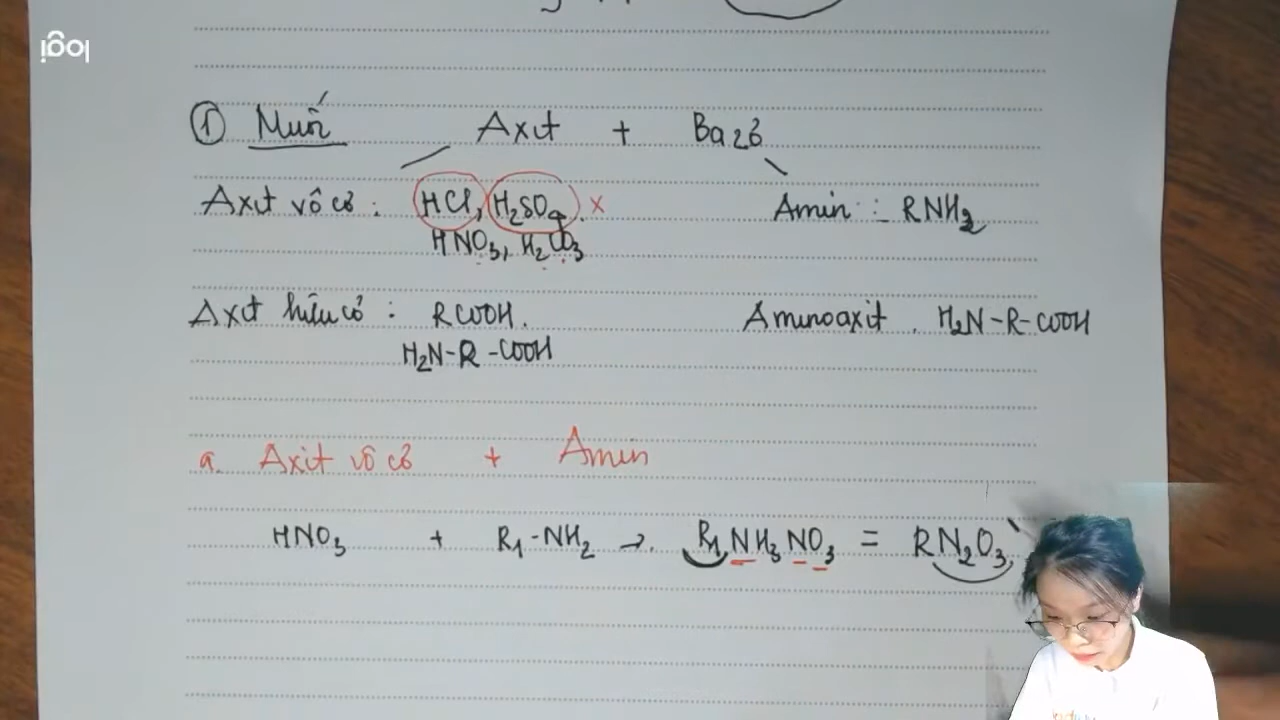 logi
① Muối Axit + Bazơ
Axit vô cơ : HCl, H₂SO₄ . x Amin : RNH₂
HNO₃, H₂CO₃
Axit hữu cơ : RCOOH. Aminoaxit . H₂N-R-COOH
H₂N-R-COOH
a. Axit vô cơ + Amin
HNO₃ + R₁-NH₂ → R₁NH₃NO₃ = RN₂O₃